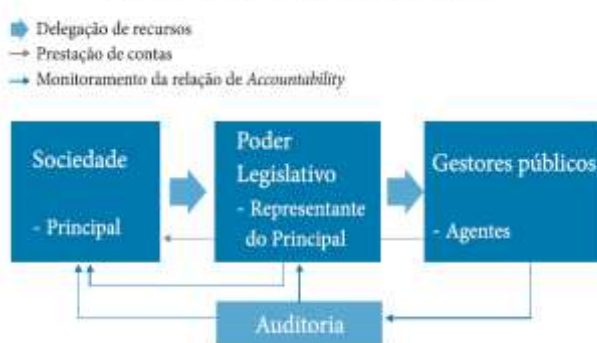 Delegação de recursos
Prestação de contas
Monitoramento da relação de Accountability
Sociedade
- Principal
Poder
Legislativo
- Representante
do Principal
Gestores públicos
- Agentes
Auditoria